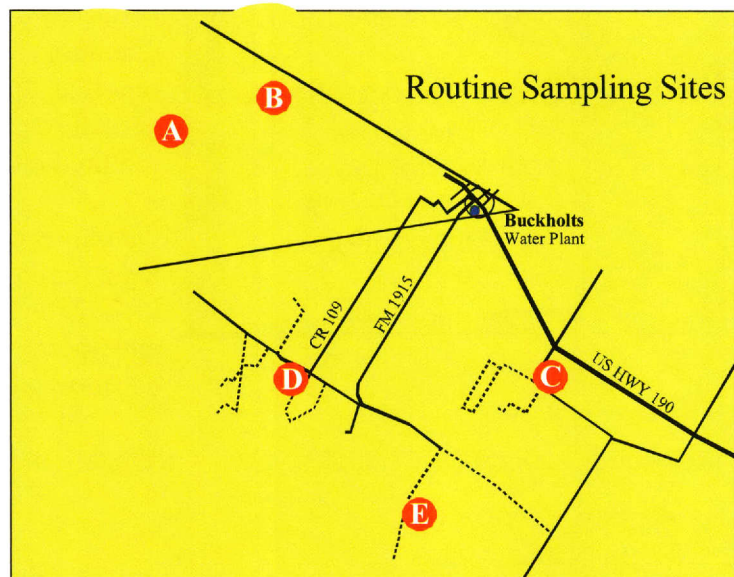 Routine Sampling Sites
B
A
Buckholts
Water Plant
CR 109
FM 1915
D
C
US HWY 190
E